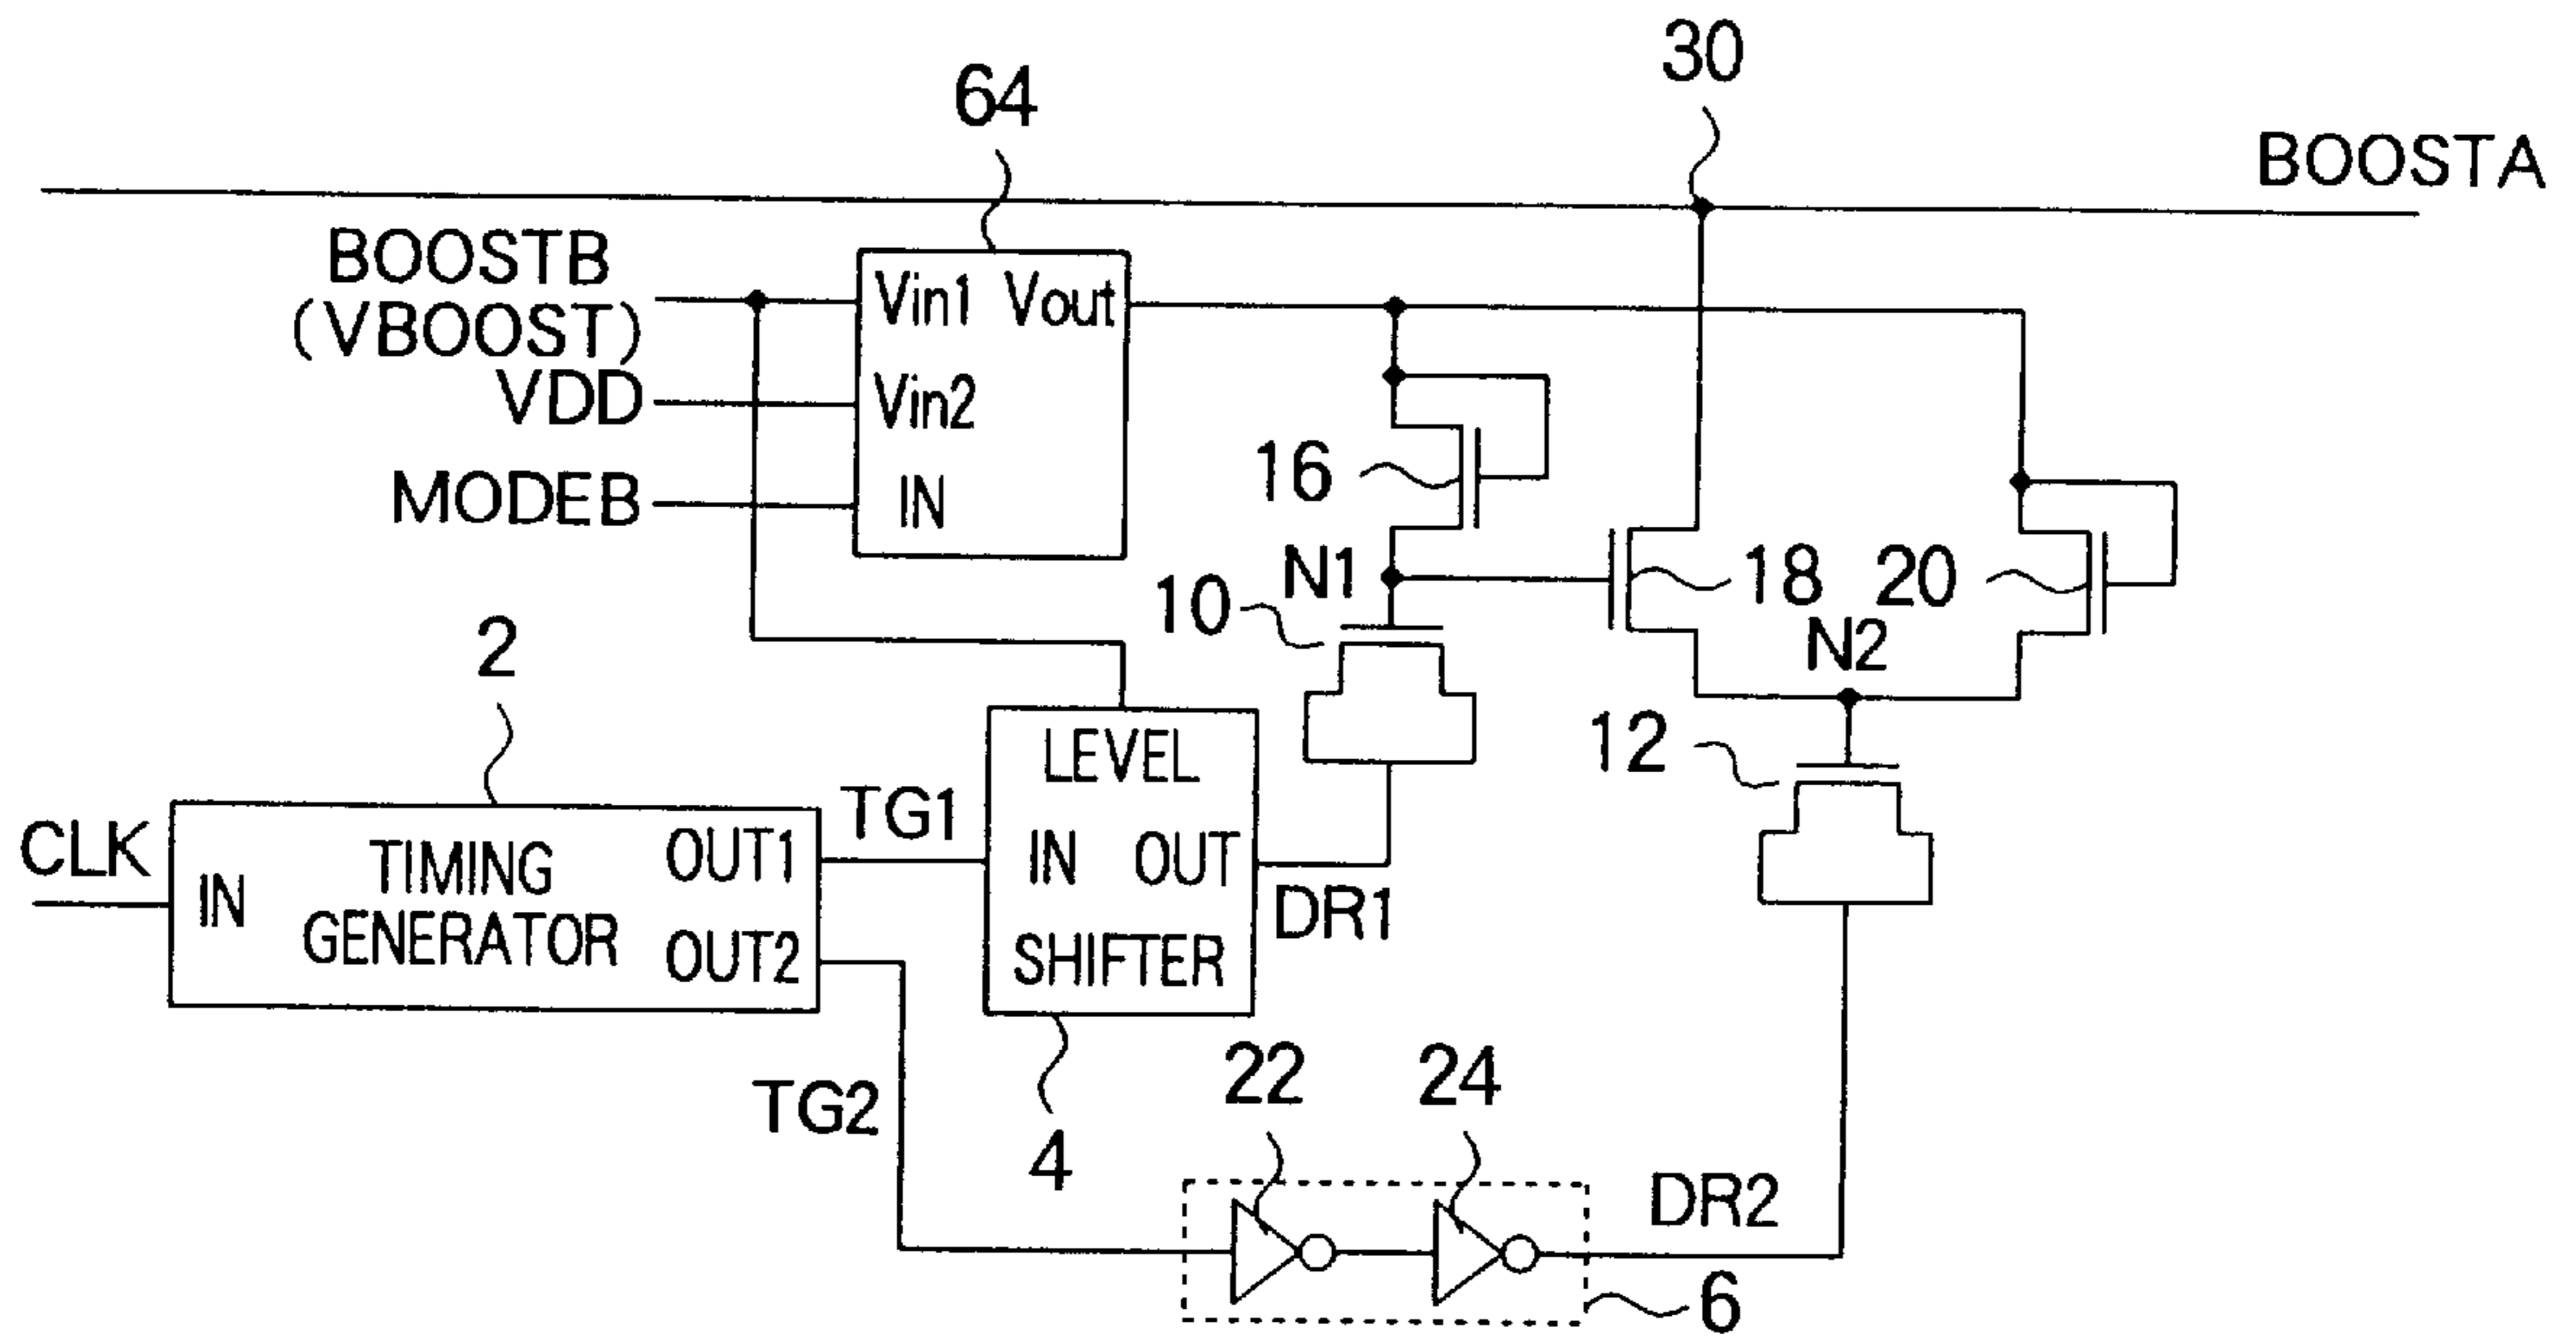 30
64
BOOSTA
BOOSTB
(VBOOST)
Vin1 Vout
VDD
Vin2
MODEB
IN
16
N1
10
18
20
N2
2
12
LEVEL
CLK
TG1
IN
TIMING
GENERATOR
OUT1
OUT2
IN OUT
SHIFTER
DR1
TG2
4
22
24
DR2
6